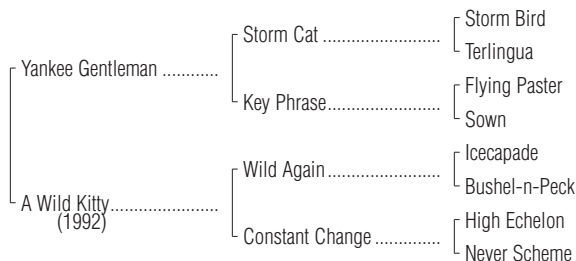 Storm Bird
Storm Cat ........................
Terlingua
Yankee Gentleman ............
Flying Paster
Key Phrase.......................
Sown
Icecapade
Wild Again .......................
Bushel-n-Peck
A Wild Kitty......................
(1992)
High Echelon
Constant Change ................
Never Scheme